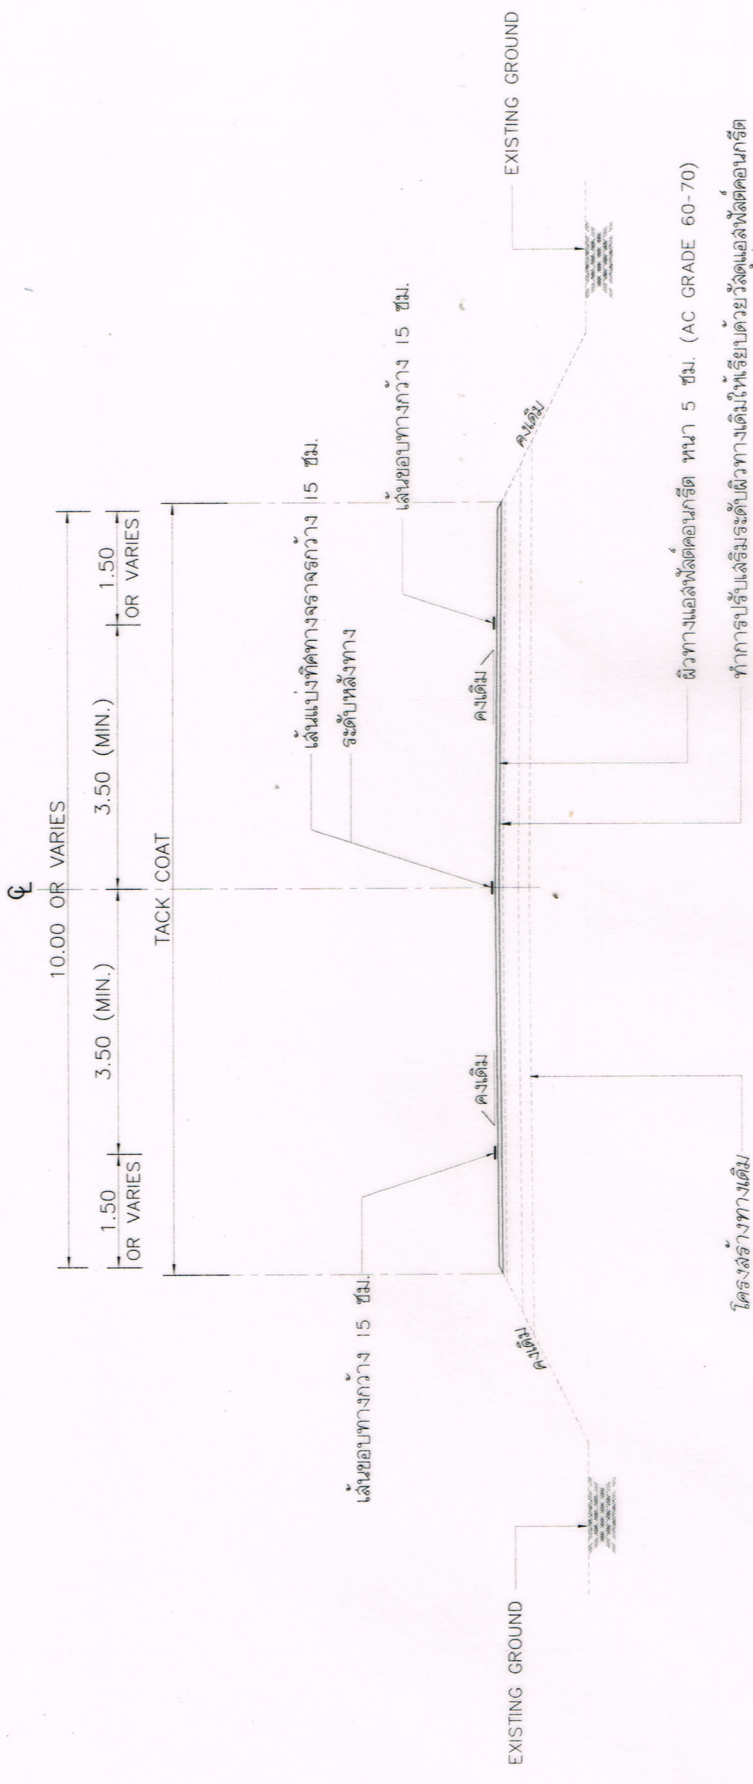 ℄
10.00 OR VARIES
1.50
OR VARIES
3.50 (MIN.)
3.50 (MIN.)
1.50
OR VARIES
TACK COAT
เส้นแบ่งทิศทางจราจรกว้าง 15 ซม.
ระดับหลังทาง
เส้นขอบทางกว้าง 15 ซม.
เส้นขอบทางกว้าง 15 ซม.
คงเดิม
คงเดิม
คงเดิม
คงเดิม
EXISTING GROUND
EXISTING GROUND
ผิวทางแอสฟัลต์คอนกรีต หนา 5 ซม. (AC GRADE 60-70)
ทำการปรับเสริมระดับผิวทางเดิมให้เรียบด้วยวัสดุแอสฟัลต์คอนกรีต
โครงสร้างทางเดิม